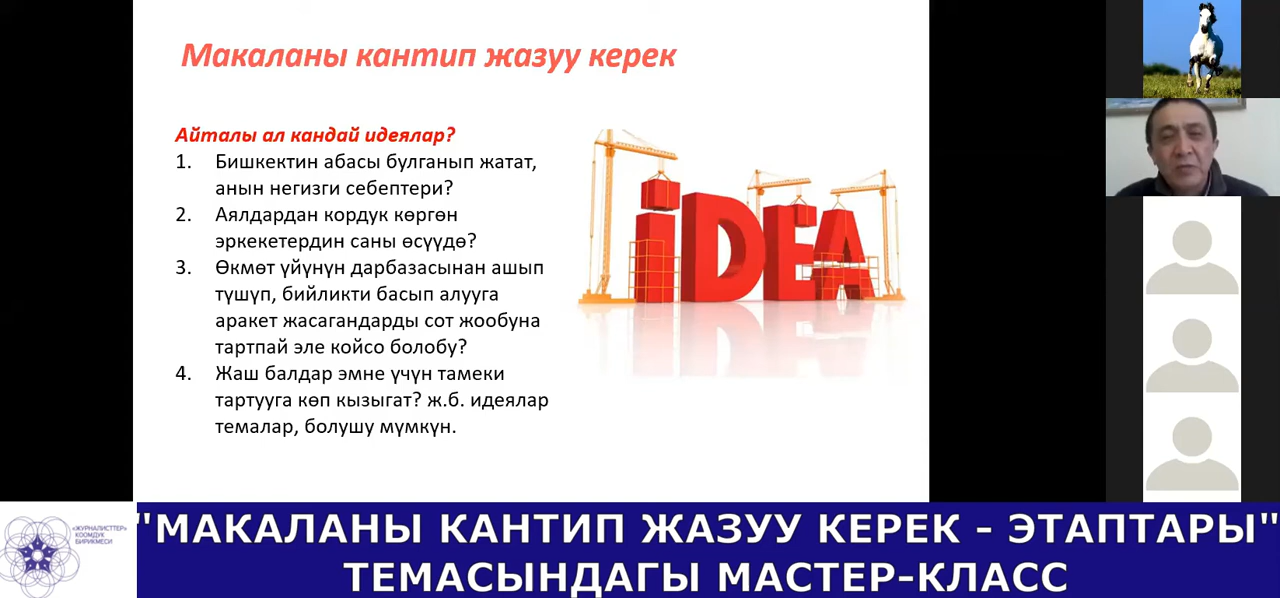 Макаланы кантип жазуу керек
Айталы ал кандай идеялар?
1. Бишкектин абасы булганып жатат,
анын негизги себептери?
2. Аялдардан кордук көргөн
эркекетердин саны өсүүдө?
3. Өкмөт үйүнүн дарбазасынан ашып
түшүп, бийликти басып алууга
аракет жасагандарды сот жообуна
тартпай эле койсо болобу?
4. Жаш балдар эмне үчүн тамеки
тартууга көп кызыгат? ж.б. идеялар
темалар, болушу мүмкүн.
iDEA
«ЖУРНАЛИСТТЕР»
КООМДУК
БИРИКМЕСИ
"МАКАЛАНЫ КАНТИП ЖАЗУУ КЕРЕК - ЭТАПТАРЫ"
ТЕМАСЫНДАГЫ МАСТЕР-КЛАСС